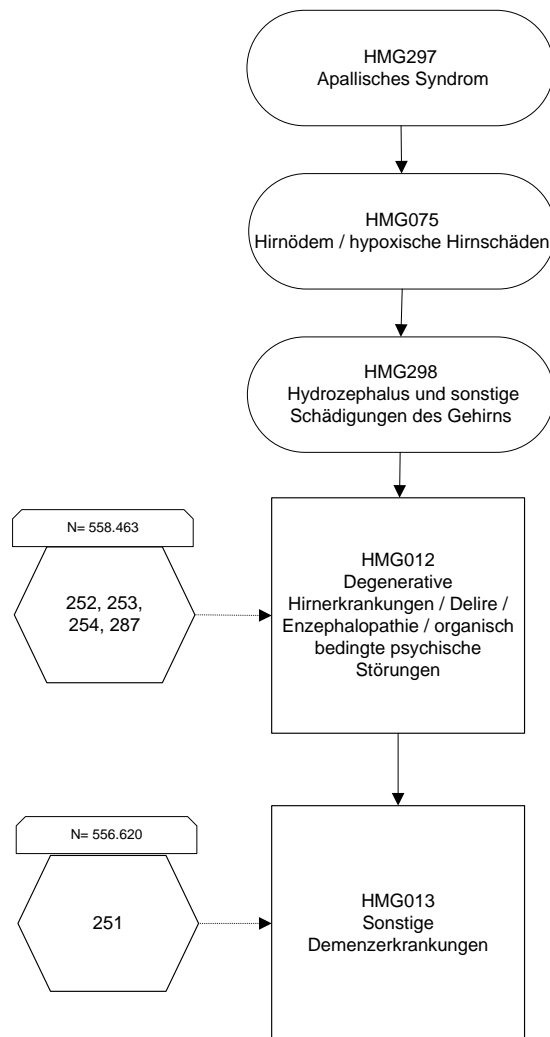 HMG297
Apallisches Syndrom
HMG075
Hirnödem / hypoxische Hirnschäden
HMG298
Hydrozephalus und sonstige
Schädigungen des Gehirns
N= 558.463
252, 253,
254, 287
HMG012
Degenerative
Hirnerkrankungen / Delire /
Enzephalopathie / organisch
bedingte psychische
Störungen
N= 556.620
251
HMG013
Sonstige
Demenzerkrankungen